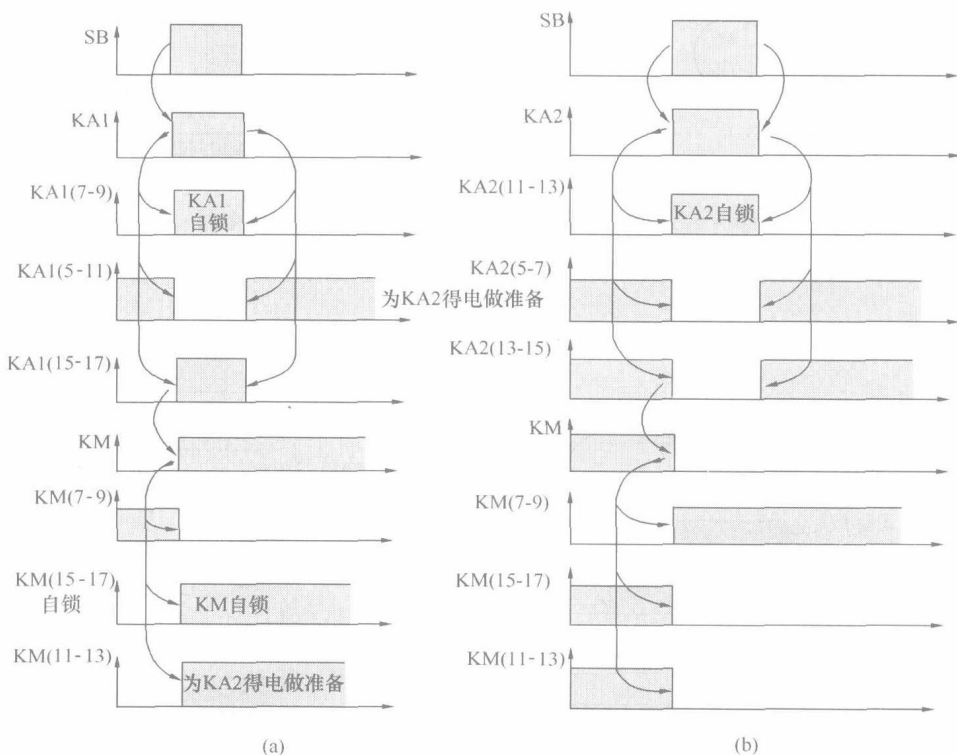 SB
KA1
KA1(7-9)
KA1
自锁
KA1(5-11)
KA1(15-17)
KM
KM(7-9)
KM(15-17)
自锁
KM自锁
KM(11-13)
为KA2得电做准备
(a)
SB
KA2
KA2(11-13)
KA2自锁
KA2(5-7)
为KA2得电做准备
KA2(13-15)
KM
KM(7-9)
KM(15-17)
KM(11-13)
(b)